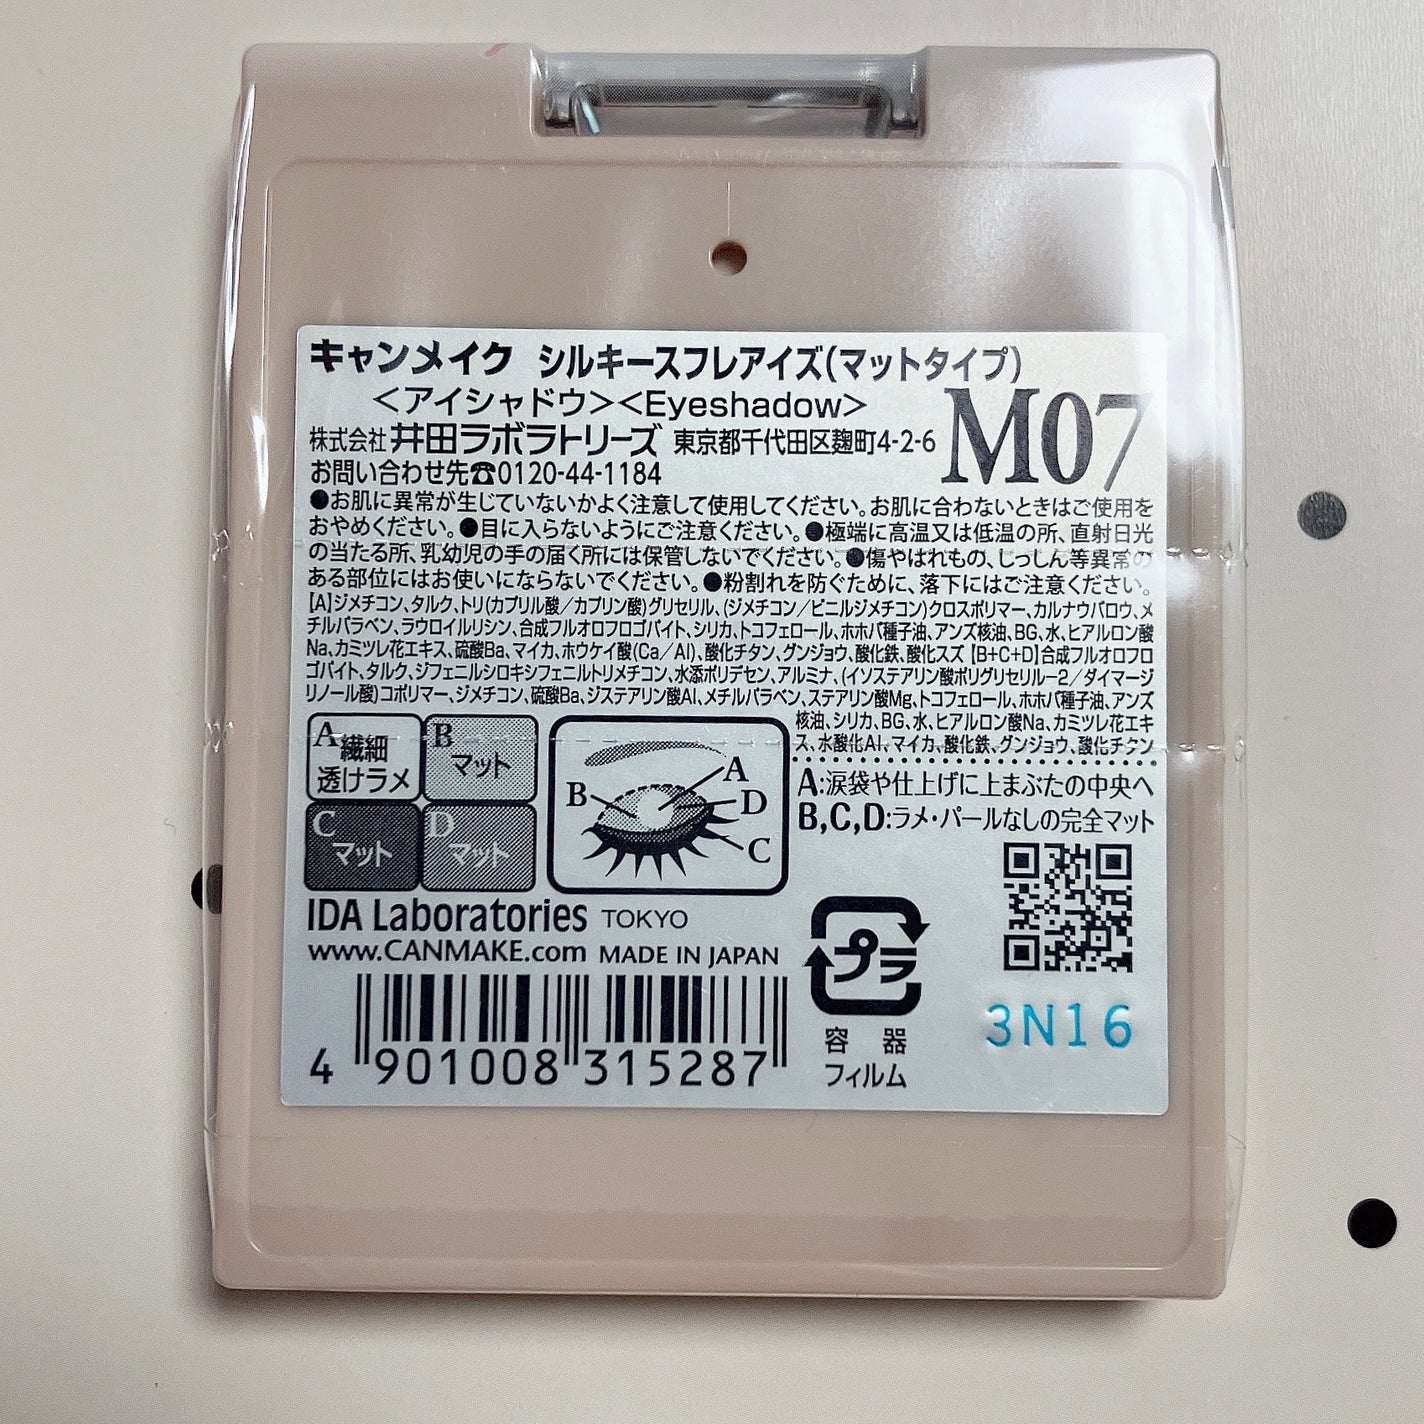 キャンメイク シルキースフレアイズ(マットタイプ)
<アイシャドウ><Eyeshadow>
M07
株式会社 井田ラボラトリーズ 東京都千代田区麹町4-2-6
お問い合わせ先☎0120-44-1184
●お肌に異常が生じていないかよく注意して使用してください。お肌に合わないときはご使用を
おやめください。●目に入らないようにご注意ください。●極端に高温又は低温の所、直射日光
の当たる所、乳幼児の手の届く所には保管しないでください。●傷やはれもの、しっしん等異常の
ある部位にはお使いにならないでください。●粉割れを防ぐために、落下にはご注意ください。
【A】ジメチコン、タルク、トリ(カプリル酸/カプリン酸)グリセリル、(ジメチコン/ビニルジメチコン)クロスポリマー、カルナウバロウ、メ
チルパラベン、ラウロイルリシン、合成フルオロフロゴパイト、シリカ、トコフェロール、ホホバ種子油、アンズ核油、BG、水、ヒアルロン酸
Na、カミツレ花エキス、硫酸Ba、マイカ、ホウケイ酸(Ca/Al)、酸化チタン、グンジョウ、酸化鉄、酸化スズ【B+C+D】合成フルオロフロ
ゴパイト、タルク、ジフェニルシロキシフェニルトリメチコン、水添ポリデセン、アルミナ、(イソステアリン酸ポリグリセリル-2/ダイマージ
リノール酸)コポリマー、ジメチコン、硫酸Ba、ジステアリン酸Al、メチルパラベン、ステアリン酸Mg、トコフェロール、ホホバ種子油、アンズ
核油、シリカ、BG、水、ヒアルロン酸Na、カミツレ花エキ
ス、水酸化Al、マイカ、酸化鉄、グンジョウ、酸化チタン
A 繊細
透けラメ
B マット
C マット
D マット
A
B
D
C
A:涙袋や仕上げに上まぶたの中央へ
B,C,D:ラメ・パールなしの完全マット
IDA Laboratories TOKYO
www.CANMAKE.com MADE IN JAPAN
プラ
容器
フィルム
3N16
4 901008 315287